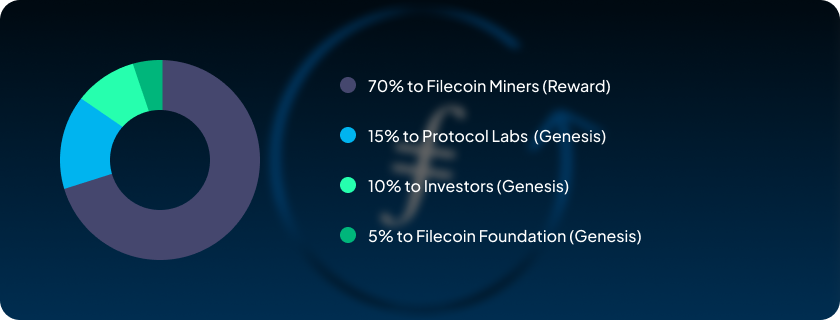 70% to Filecoin Miners (Reward)
15% to Protocol Labs (Genesis)
10% to Investors (Genesis)
5% to Filecoin Foundation (Genesis)